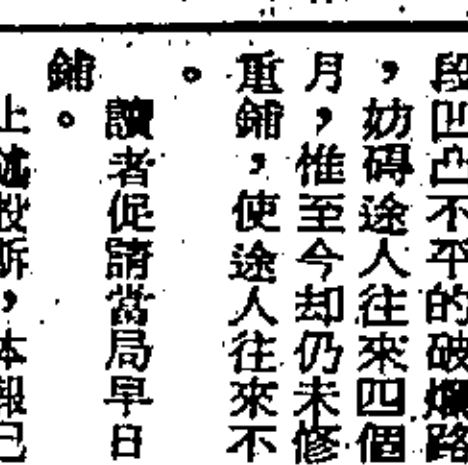 段凹凸不平的破爛路
，妨碍途人往來四個
月，惟至今却仍未修
重鋪，使途人往來不
。
讀者促請當局早日
鋪。
上述投訴，本報已